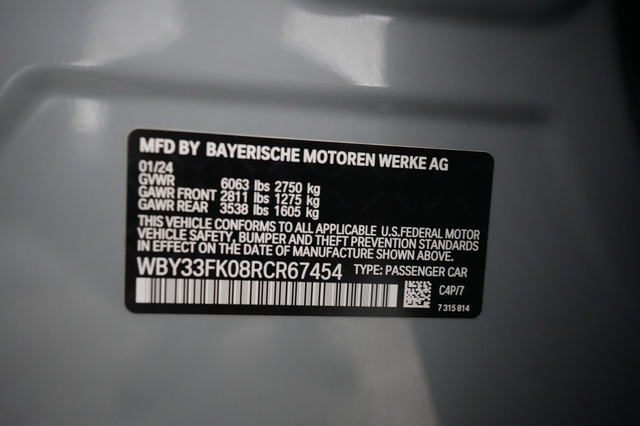 MFD BY BAYERISCHE MOTOREN WERKE AG
01/24
GVWR 6063 lbs 2750 kg
GAWR FRONT 2811 lbs 1275 kg
GAWR REAR 3538 lbs 1605 kg
THIS VEHICLE CONFORMS TO ALL APPLICABLE U.S.FEDERAL MOTOR
VEHICLE SAFETY, BUMPER AND THEFT PREVENTION STANDARDS
IN EFFECT ON THE DATE OF MANUFACTURE SHOWN ABOVE.
WBY33FK08RCR67454 TYPE: PASSENGER CAR
C4P/7
7 315 814